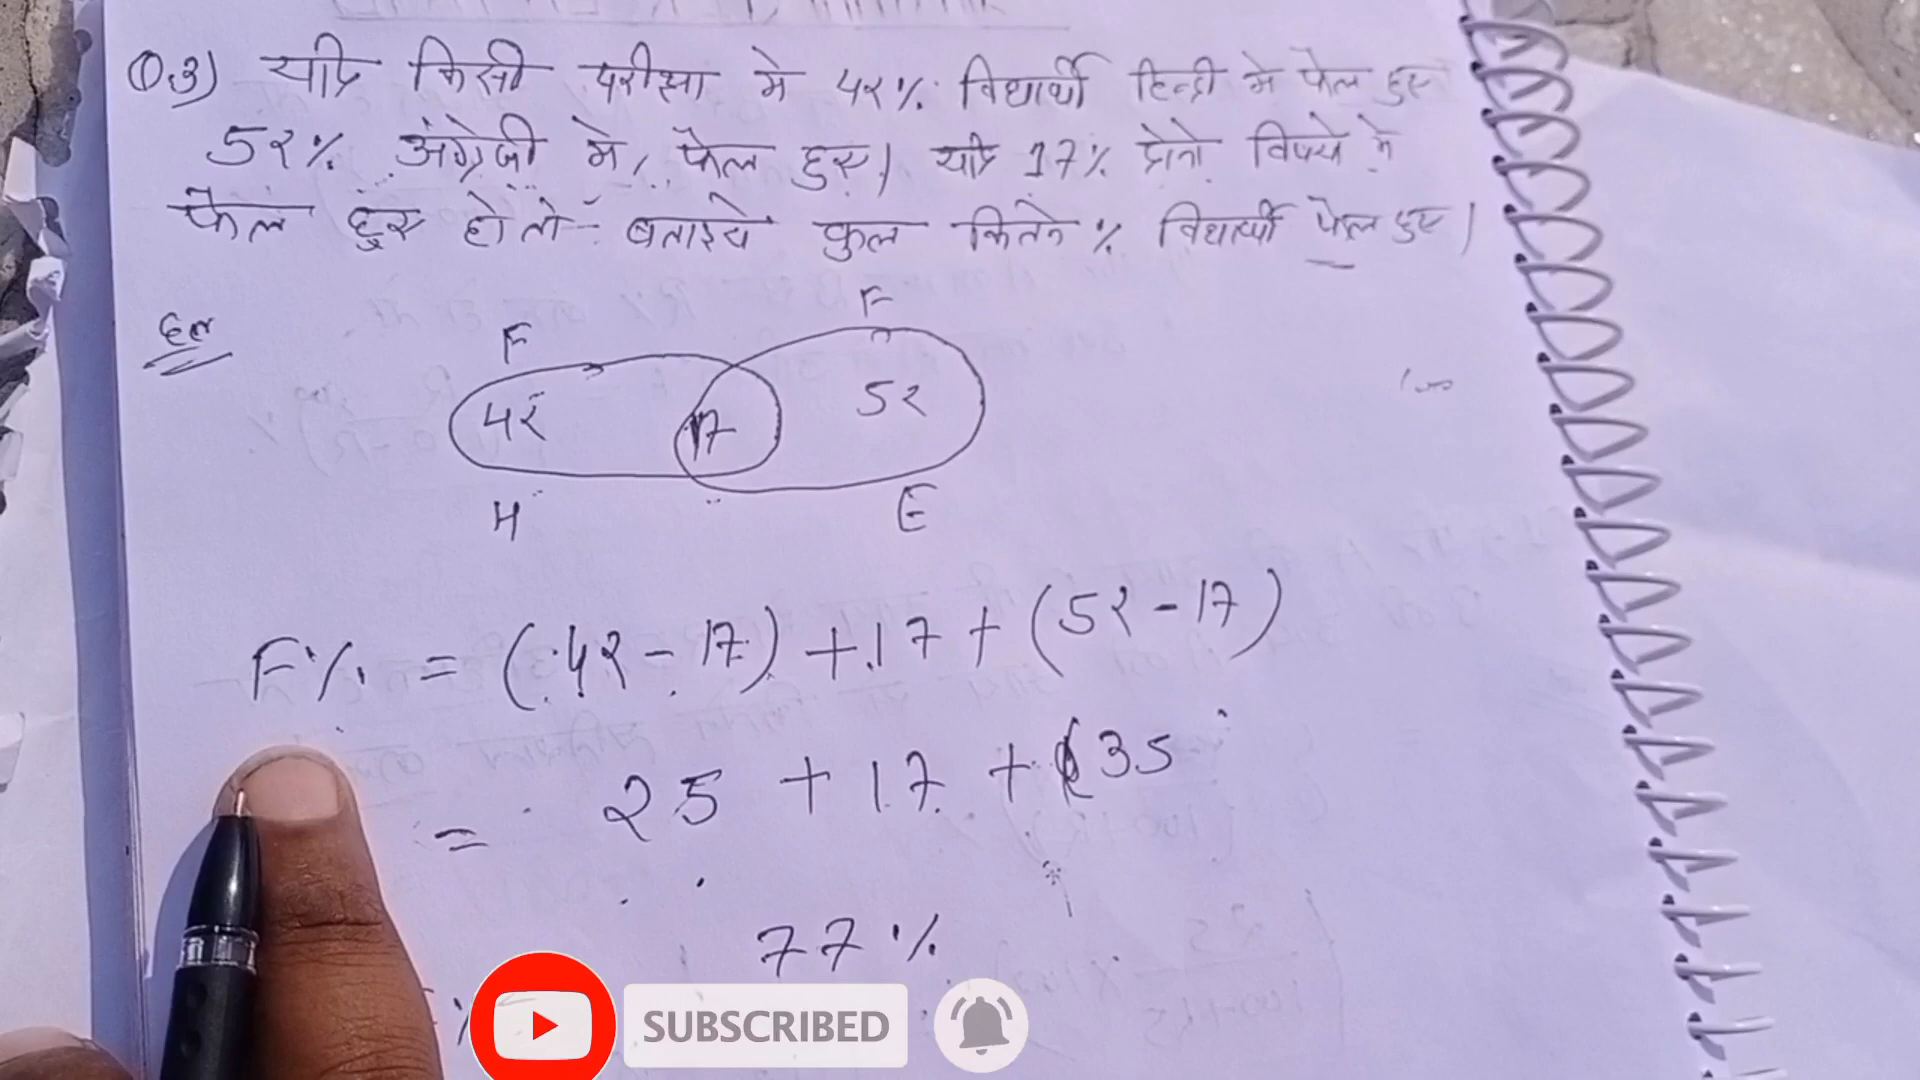 Q.3) यदि किसी परीक्षा मे 42% विद्यार्थी हिन्दी मे फेल हुए
52% अंग्रेजी मे फेल हुए। यदि 17% दोनो विषयो मे
फेल हुए हो तो बताइये कुल कितने % विद्यार्थी फेल हुए।
हल
F F
42 17 52
H E
F% = (42 - 17) + 17 + (52 - 17)
= 25 + 17 + 35
77%
SUBSCRIBED